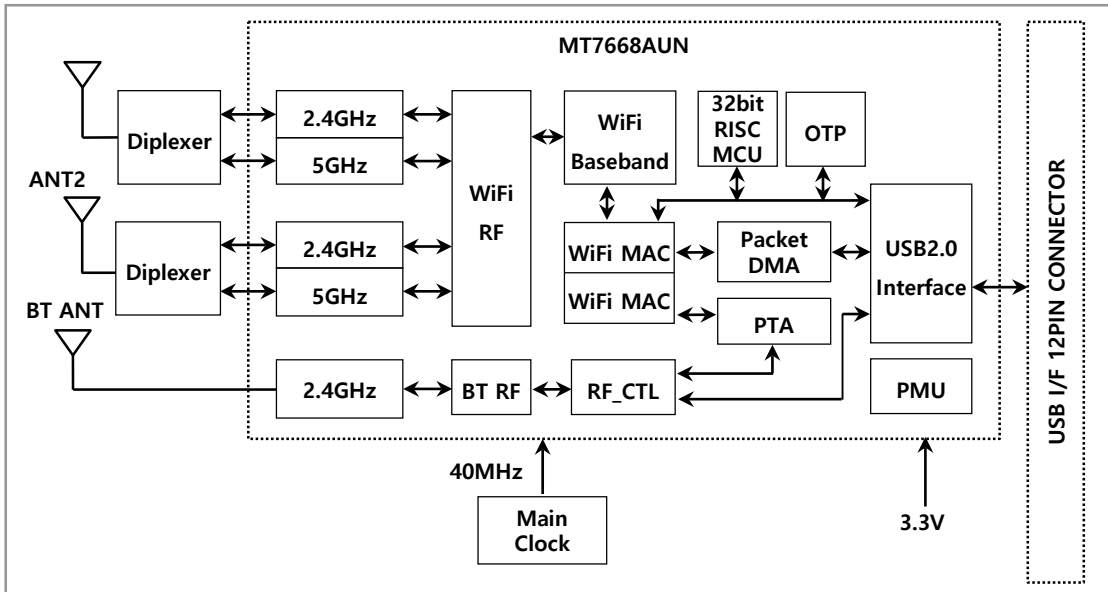 MT7668AUN
Diplexer
2.4GHz
5GHz
WiFi
RF
WiFi
Baseband
32bit
RISC
MCU
OTP
ANT2
Diplexer
2.4GHz
5GHz
WiFi MAC
WiFi MAC
Packet
DMA
PTA
USB2.0
Interface
BT ANT
2.4GHz
BT RF
RF_CTL
PMU
40MHz
Main
Clock
3.3V
USB I/F 12PIN CONNECTOR